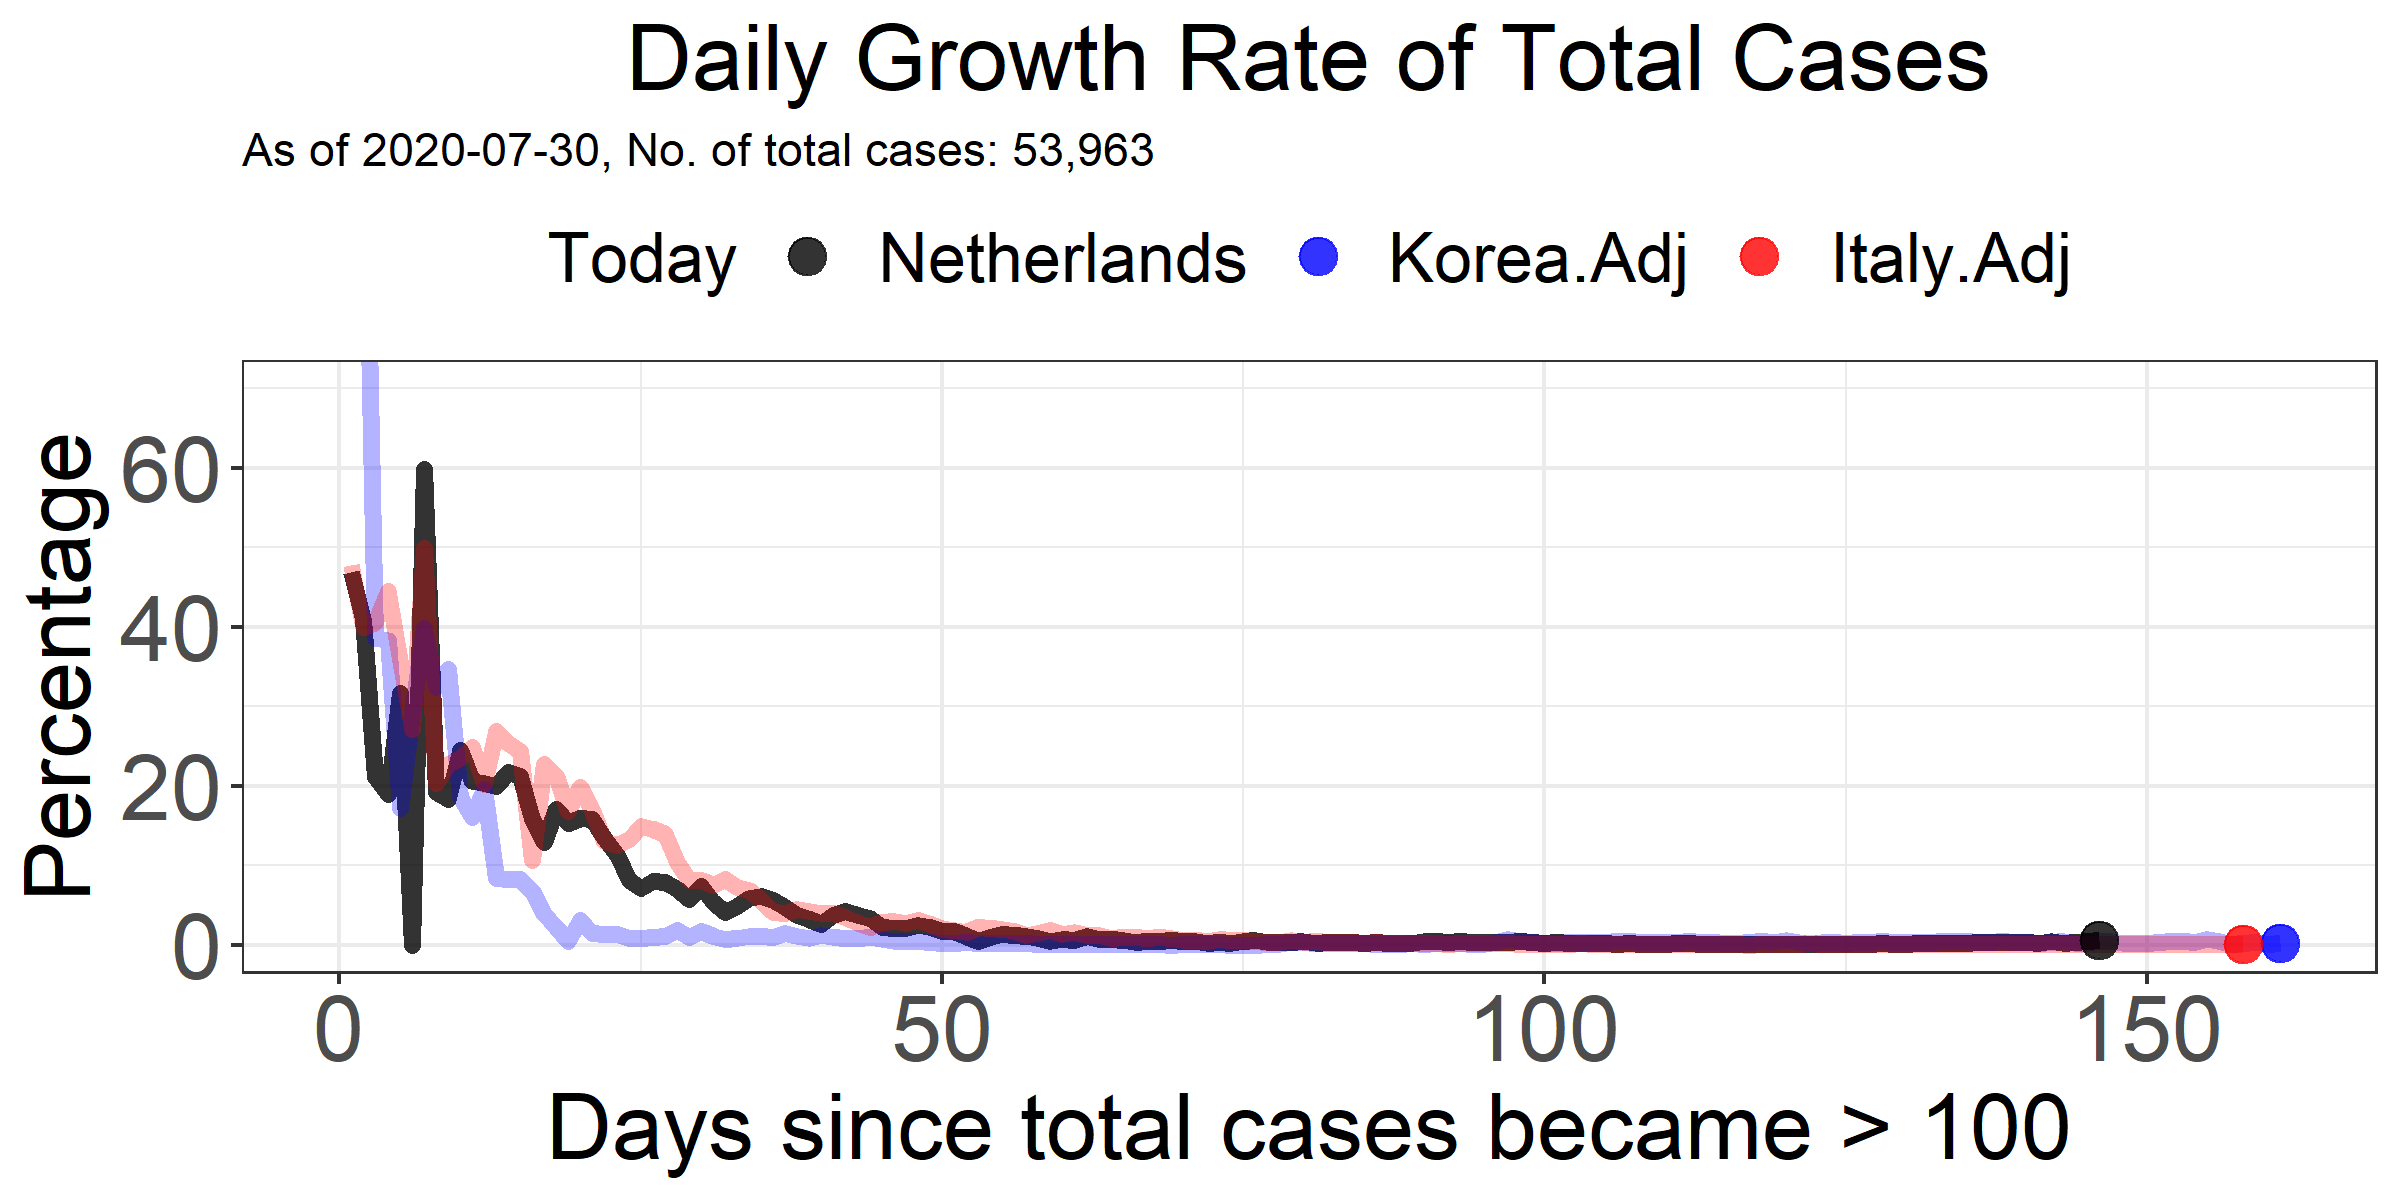 Daily Growth Rate of Total Cases
As of 2020-07-30, No. of total cases: 53,963
Today Netherlands Korea.Adj Italy.Adj
Percentage
60
40
20
0
0 50 100 150
Days since total cases became > 100